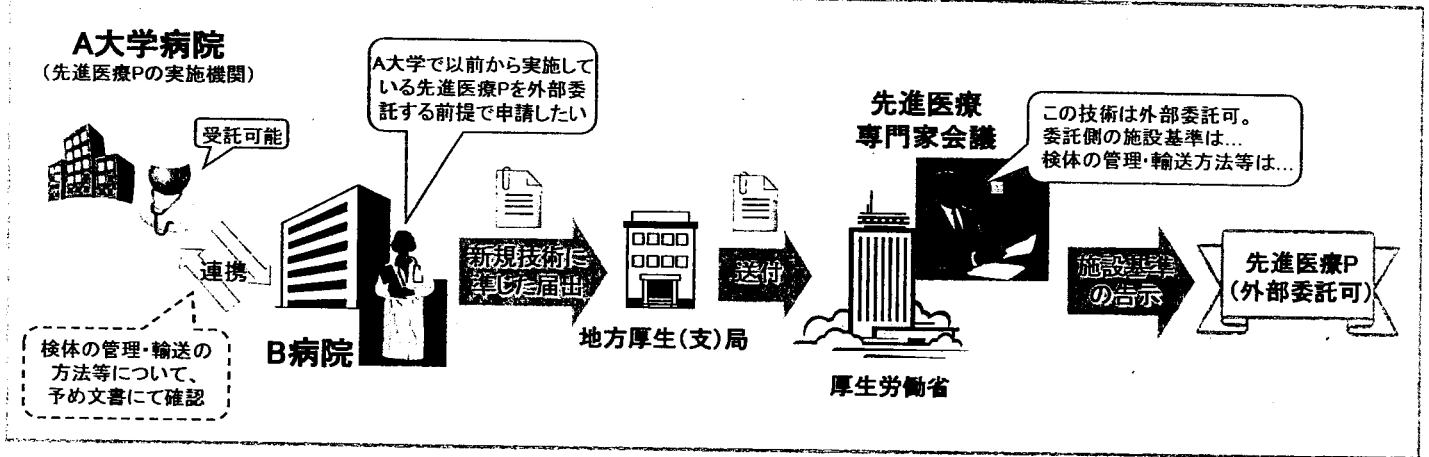 A大学病院
(先進医療Pの実施機関)
受託可能
連携
検体の管理・輸送の
方法等について、
予め文書にて確認
A大学で以前から実施して
いる先進医療Pを外部委
託する前提で申請したい
B病院
新規技術に
準じた届出
地方厚生(支)局
送付
先進医療
専門家会議
この技術は外部委託可。
委託側の施設基準は…
検体の管理・輸送方法等は…
厚生労働省
施設基準
の告示
先進医療P
(外部委託可)